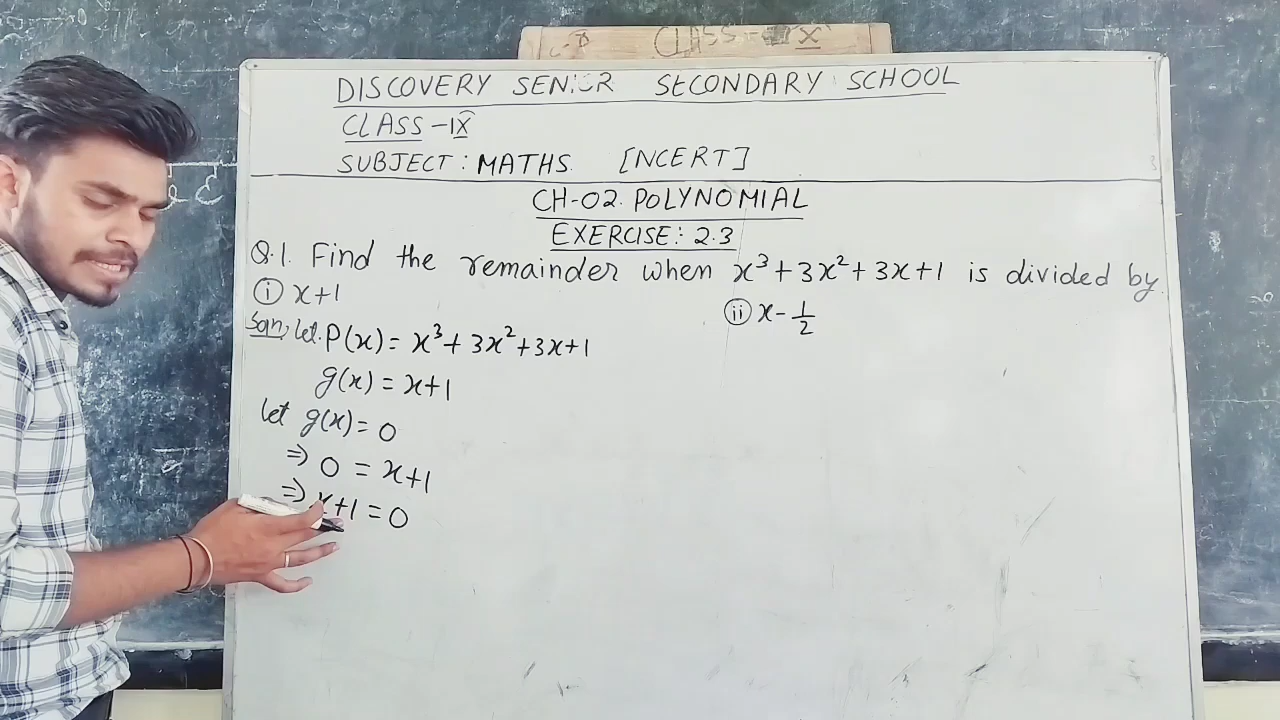 CLASS - IX
DISCOVERY SENIOR SECONDARY SCHOOL
CLASS - IX
SUBJECT : MATHS. [NCERT]
CH-02. POLYNOMIAL
EXERCISE: 2.3
Q.1. Find the remainder when x³+3x²+3x+1 is divided by.
(i) x+1
(ii) x-1/2
Soln, let. P(x) = x³+3x²+3x+1
g(x) = x+1
let g(x) = 0
⇒ 0 = x+1
⇒ x+1 = 0